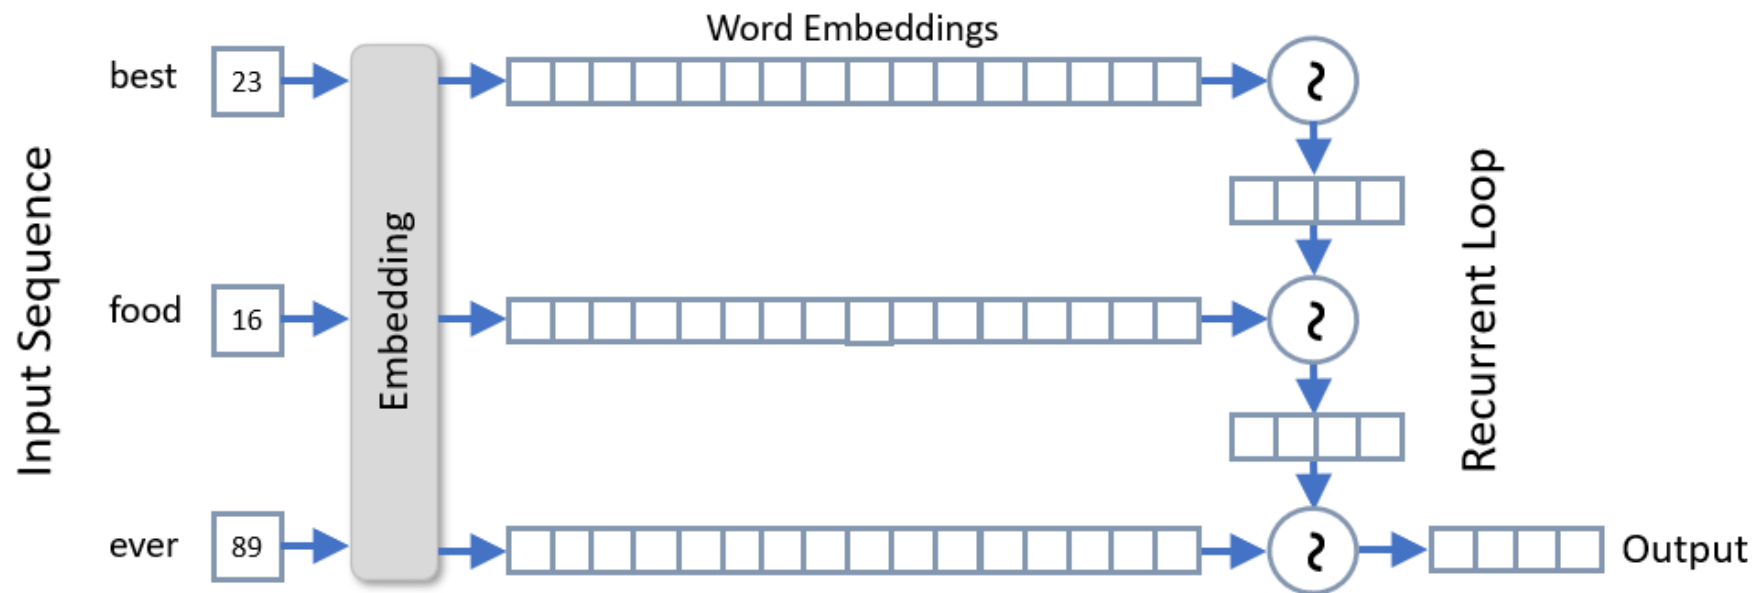 Word Embeddings
best
23
Input Sequence
Embedding
Recurrent Loop
food
16
ever
89
Output